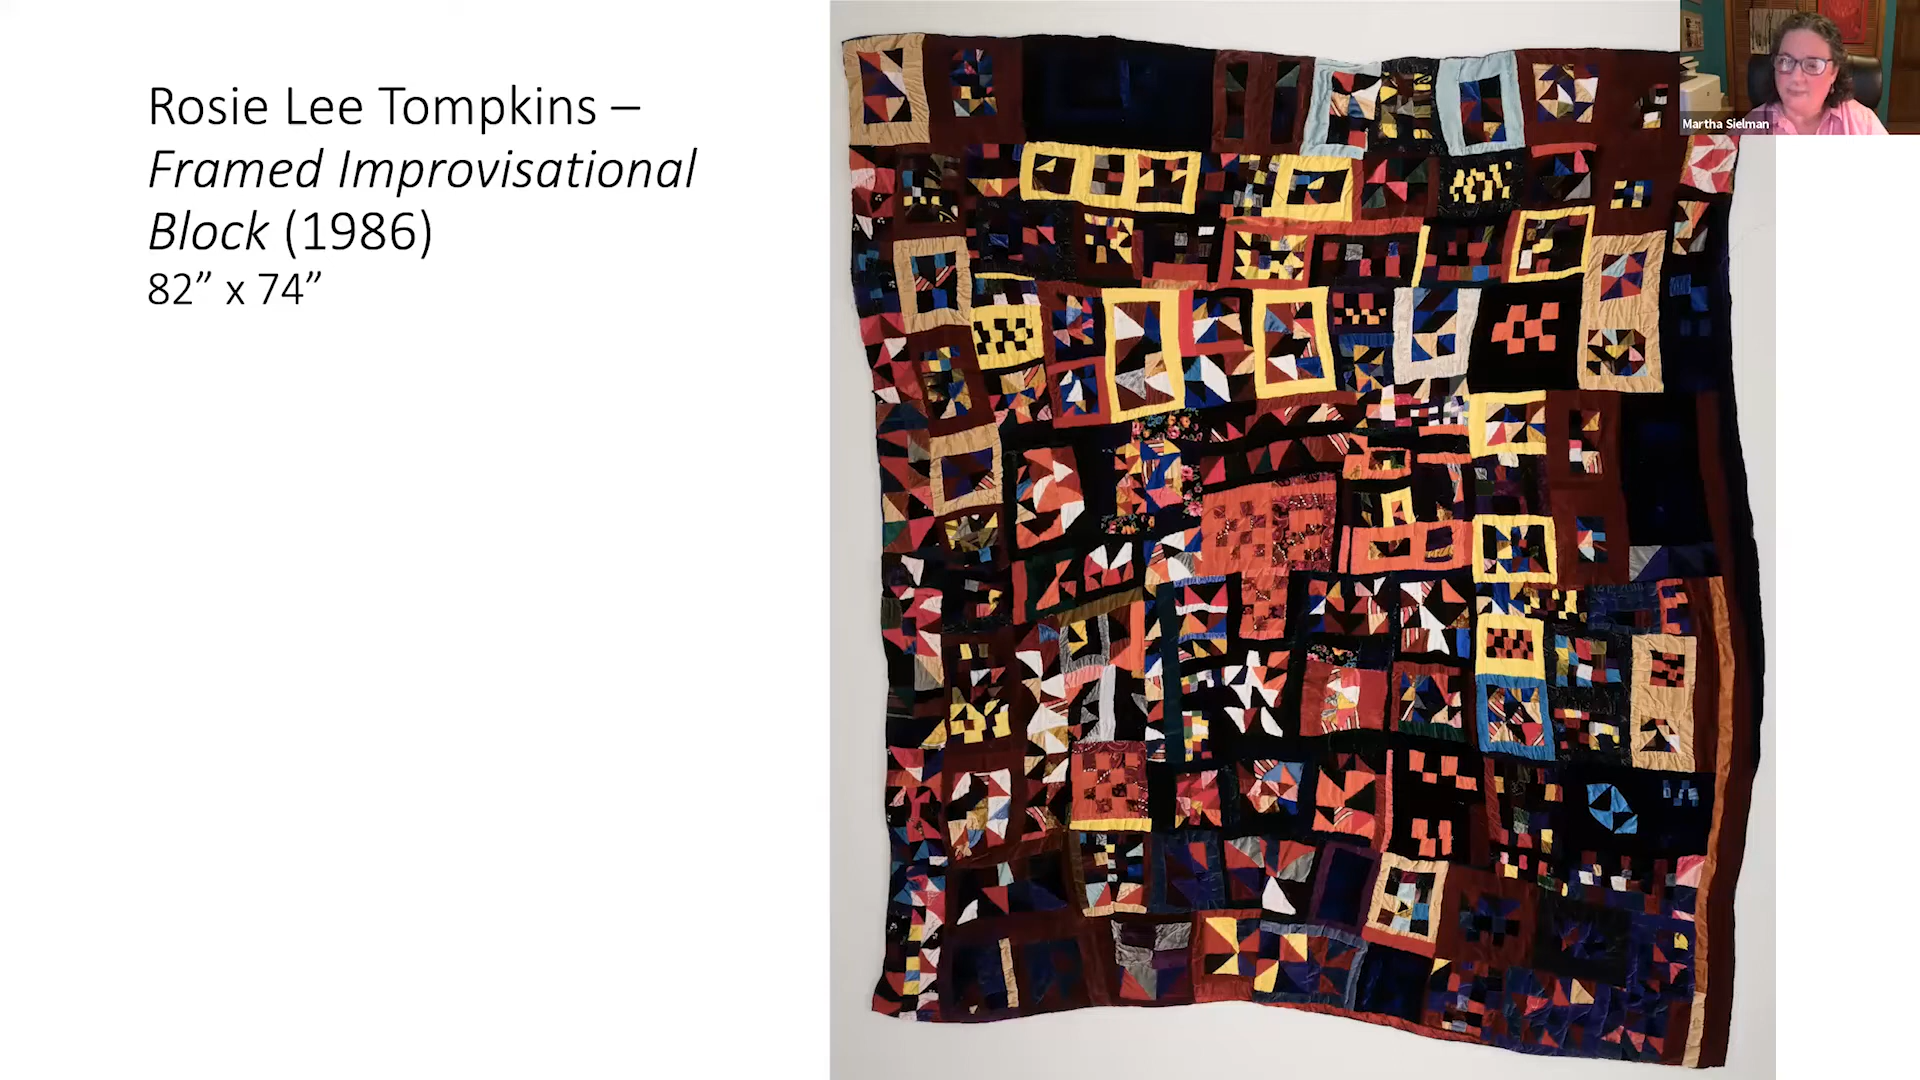 Rosie Lee Tompkins –
Framed Improvisational
Block (1986)
82” x 74”
Martha Sielman